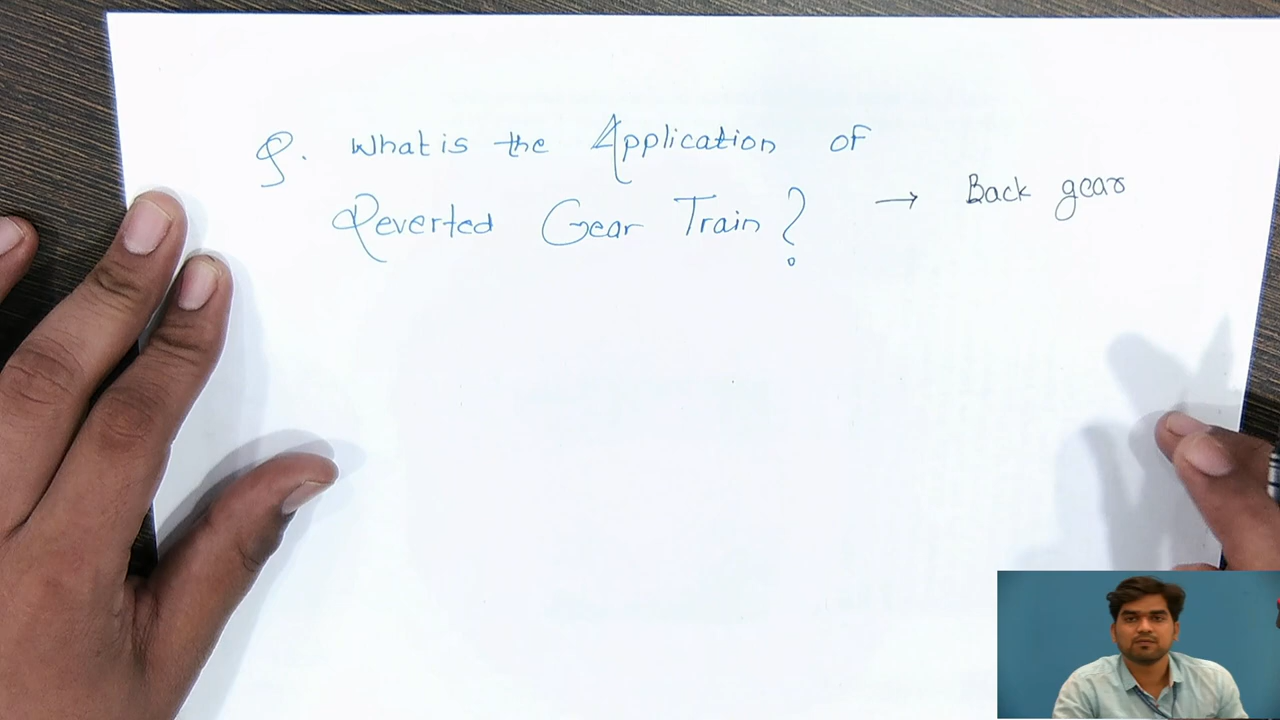 Q. What is the Application of
Reverted Gear Train? → Back gear